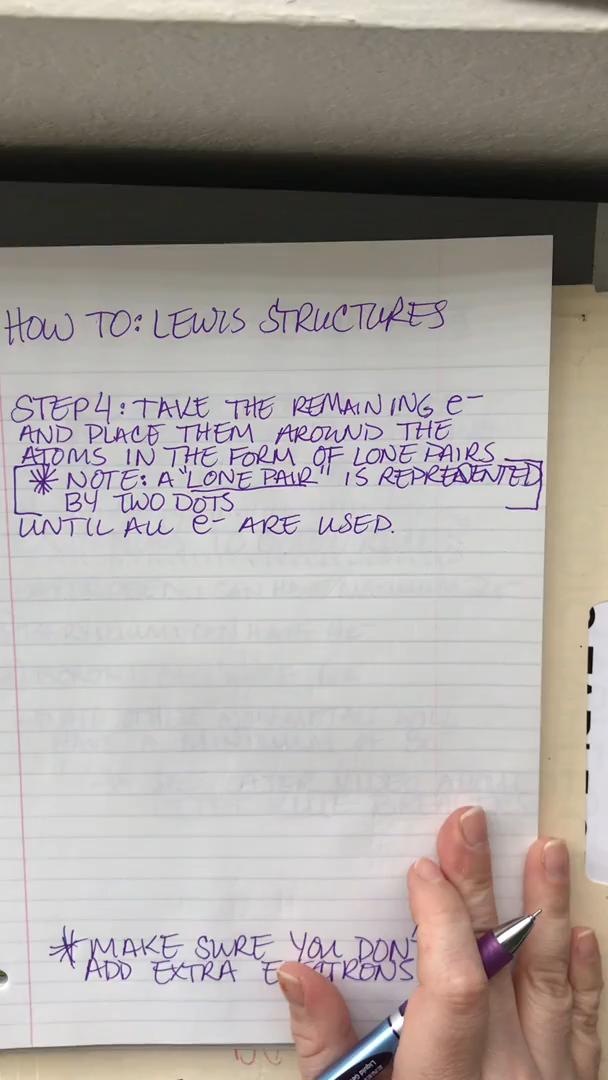 HOW TO: LEWIS STRUCTURES
STEP 4: TAKE THE REMAINING e-
AND PLACE THEM AROUND THE
ATOMS IN THE FORM OF LONE PAIRS
* NOTE: A "LONE PAIR" IS REPRESENTED
BY TWO DOTS
UNTIL ALL e- ARE USED.
* MAKE SURE YOU DON'
ADD EXTRA